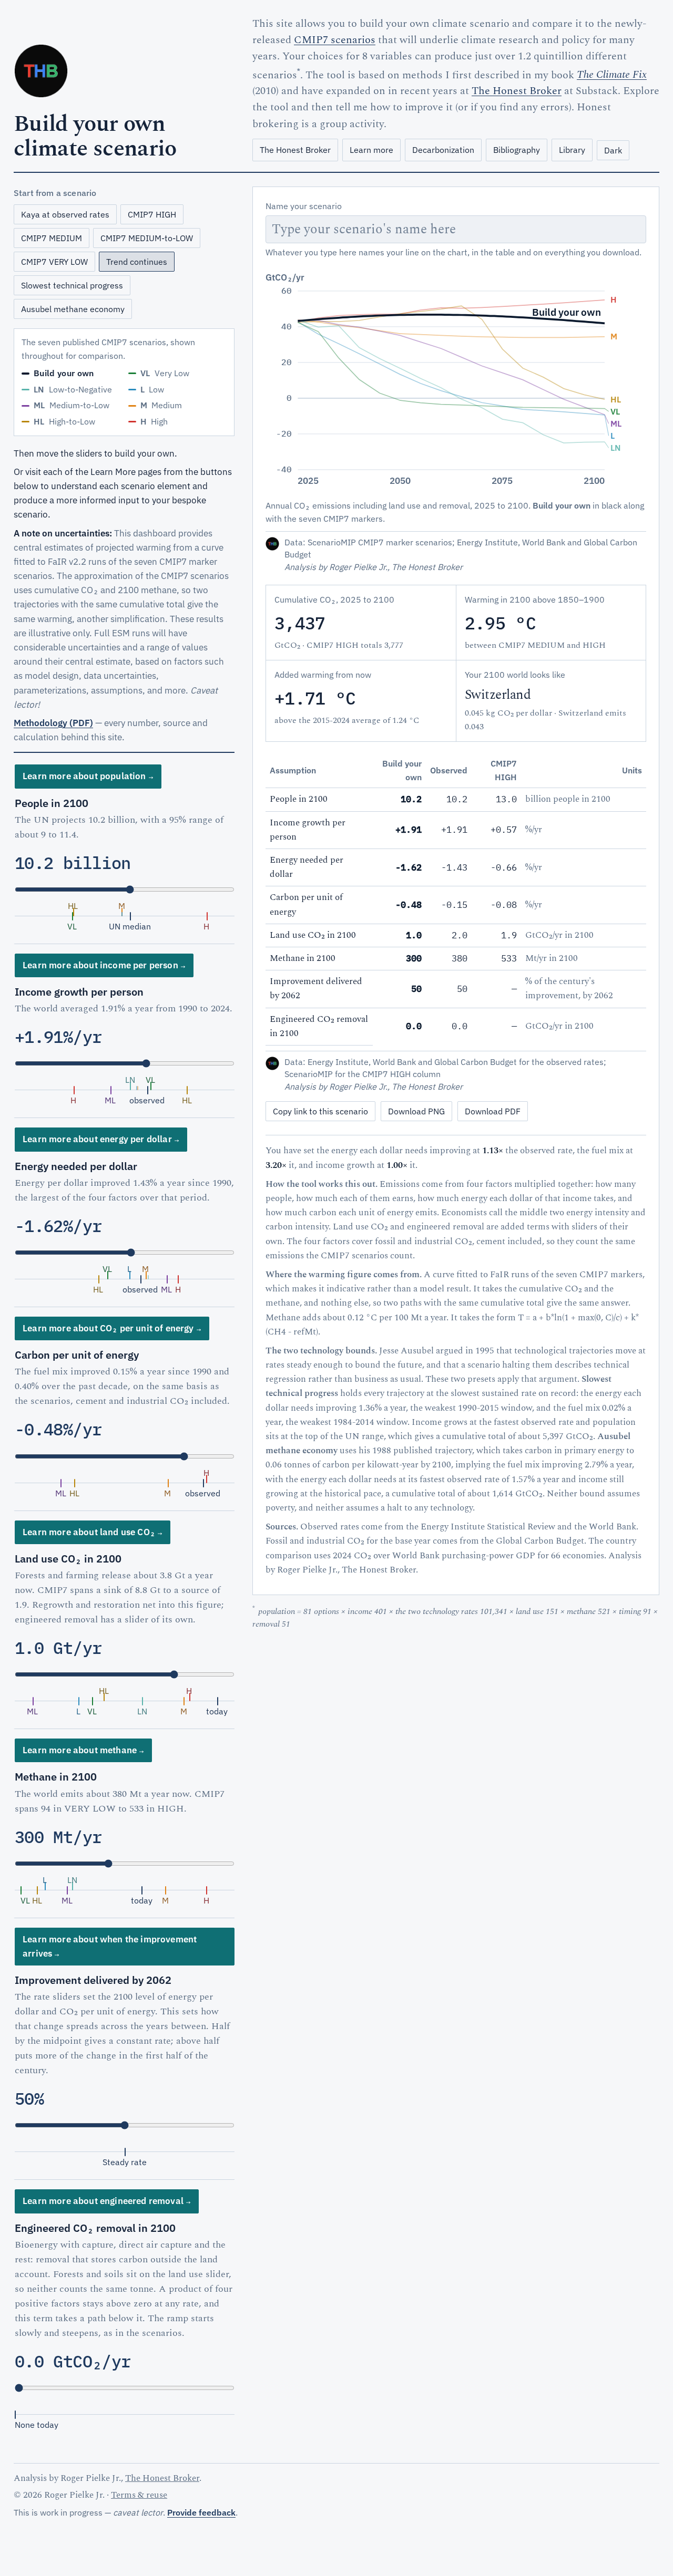 THB
Build your own
climate scenario
This site allows you to build your own climate scenario and compare it to the newly-
released CMIP7 scenarios that will underlie climate research and policy for many
years. Your choices for 8 variables can produce just over 1.2 quintillion different
scenarios*. The tool is based on methods I first described in my book The Climate Fix
(2010) and have expanded on in recent years at The Honest Broker at Substack. Explore
the tool and then tell me how to improve it (or if you find any errors). Honest
brokering is a group activity.
The Honest Broker
Learn more
Decarbonization
Bibliography
Library
Dark
Start from a scenario
Kaya at observed rates
CMIP7 HIGH
CMIP7 MEDIUM
CMIP7 MEDIUM-to-LOW
CMIP7 VERY LOW
Trend continues
Slowest technical progress
Ausubel methane economy
The seven published CMIP7 scenarios, shown
throughout for comparison.
Build your own
VL Very Low
LN Low-to-Negative
L Low
ML Medium-to-Low
M Medium
HL High-to-Low
H High
Then move the sliders to build your own.
Or visit each of the Learn More pages from the buttons
below to understand each scenario element and
produce a more informed input to your bespoke
scenario.
A note on uncertainties: This dashboard provides
central estimates of projected warming from a curve
fitted to FaIR v2.2 runs of the seven CMIP7 marker
scenarios. The approximation of the CMIP7 scenarios
uses cumulative CO₂ and 2100 methane, so two
trajectories with the same cumulative total give the
same warming, another simplification. These results
are illustrative only. Full ESM runs will have
considerable uncertainties and a range of values
around their central estimate, based on factors such
as model design, data uncertainties,
parameterizations, assumptions, and more. Caveat
lector!
Methodology (PDF) — every number, source and
calculation behind this site.
Learn more about population →
People in 2100
The UN projects 10.2 billion, with a 95% range of
about 9 to 11.4.
10.2 billion
HL M
VL UN median H
Learn more about income per person →
Income growth per person
The world averaged 1.91% a year from 1990 to 2024.
+1.91%/yr
LN VL
H ML observed HL
Learn more about energy per dollar →
Energy needed per dollar
Energy per dollar improved 1.43% a year since 1990,
the largest of the four factors over that period.
-1.62%/yr
VL L M
HL observed ML H
Learn more about CO₂ per unit of energy →
Carbon per unit of energy
The fuel mix improved 0.15% a year since 1990 and
0.40% over the past decade, on the same basis as
the scenarios, cement and industrial CO₂ included.
-0.48%/yr
H
ML HL M observed
Learn more about land use CO₂ →
Land use CO₂ in 2100
Forests and farming release about 3.8 Gt a year
now. CMIP7 spans a sink of 8.8 Gt to a source of
1.9. Regrowth and restoration net into this figure;
engineered removal has a slider of its own.
1.0 Gt/yr
HL H
ML L VL LN M today
Learn more about methane →
Methane in 2100
The world emits about 380 Mt a year now. CMIP7
spans 94 in VERY LOW to 533 in HIGH.
300 Mt/yr
L LN
VL HL ML today M H
Learn more about when the improvement
arrives →
Improvement delivered by 2062
The rate sliders set the 2100 level of energy per
dollar and CO₂ per unit of energy. This sets how
that change spreads across the years between. Half
by the midpoint gives a constant rate; above half
puts more of the change in the first half of the
century.
50%
Steady rate
Learn more about engineered removal →
Engineered CO₂ removal in 2100
Bioenergy with capture, direct air capture and the
rest: removal that stores carbon outside the land
account. Forests and soils sit on the land use slider,
so neither counts the same tonne. A product of four
positive factors stays above zero at any rate, and
this term takes a path below it. The ramp starts
slowly and steepens, as in the scenarios.
0.0 GtCO₂/yr
None today
Name your scenario
Type your scenario's name here
Whatever you type here names your line on the chart, in the table and on everything you download.
GtCO₂/yr
60
40
20
0
-20
-40
2025 2050 2075 2100
Build your own
H
M
HL
VL
ML
L
LN
Annual CO₂ emissions including land use and removal, 2025 to 2100. Build your own in black along
with the seven CMIP7 markers.
THB
Data: ScenarioMIP CMIP7 marker scenarios; Energy Institute, World Bank and Global Carbon
Budget
Analysis by Roger Pielke Jr., The Honest Broker
Cumulative CO₂, 2025 to 2100
3,437
GtCO₂ · CMIP7 HIGH totals 3,777
Warming in 2100 above 1850–1900
2.95 °C
between CMIP7 MEDIUM and HIGH
Added warming from now
+1.71 °C
above the 2015-2024 average of 1.24 °C
Your 2100 world looks like
Switzerland
0.045 kg CO₂ per dollar · Switzerland emits
0.043
Assumption Build your own Observed CMIP7 HIGH Units
People in 2100 10.2 10.2 13.0 billion people in 2100
Income growth per person +1.91 +1.91 +0.57 %/yr
Energy needed per dollar -1.62 -1.43 -0.66 %/yr
Carbon per unit of energy -0.48 -0.15 -0.08 %/yr
Land use CO₂ in 2100 1.0 2.0 1.9 GtCO₂/yr in 2100
Methane in 2100 300 380 533 Mt/yr in 2100
Improvement delivered by 2062 50 50 — % of the century's improvement, by 2062
Engineered CO₂ removal in 2100 0.0 0.0 — GtCO₂/yr in 2100
THB
Data: Energy Institute, World Bank and Global Carbon Budget for the observed rates;
ScenarioMIP for the CMIP7 HIGH column
Analysis by Roger Pielke Jr., The Honest Broker
Copy link to this scenario
Download PNG
Download PDF
You have set the energy each dollar needs improving at 1.13× the observed rate, the fuel mix at
3.20× it, and income growth at 1.00× it.
How the tool works this out. Emissions come from four factors multiplied together: how many
people, how much each of them earns, how much energy each dollar of that income takes, and
how much carbon each unit of energy emits. Economists call the middle two energy intensity and
carbon intensity. Land use CO₂ and engineered removal are added terms with sliders of their
own. The four factors cover fossil and industrial CO₂, cement included, so they count the same
emissions the CMIP7 scenarios count.
Where the warming figure comes from. A curve fitted to FaIR runs of the seven CMIP7 markers,
which makes it indicative rather than a model result. It takes the cumulative CO₂ and the
methane, and nothing else, so two paths with the same cumulative total give the same answer.
Methane adds about 0.12 °C per 100 Mt a year. It takes the form T = a + b*ln(1 + max(0, C)/c) + k*
(CH4 - refMt).
The two technology bounds. Jesse Ausubel argued in 1995 that technological trajectories move at
rates steady enough to bound the future, and that a scenario halting them describes technical
regression rather than business as usual. These two presets apply that argument. Slowest
technical progress holds every trajectory at the slowest sustained rate on record: the energy each
dollar needs improving 1.36% a year, the weakest 1990-2015 window, and the fuel mix 0.02% a
year, the weakest 1984-2014 window. Income grows at the fastest observed rate and population
sits at the top of the UN range, which gives a cumulative total of about 5,397 GtCO₂. Ausubel
methane economy uses his 1988 published trajectory, which takes carbon in primary energy to
0.06 tonnes of carbon per kilowatt-year by 2100, implying the fuel mix improving 2.79% a year,
with the energy each dollar needs at its fastest observed rate of 1.57% a year and income still
growing at the historical pace, a cumulative total of about 1,614 GtCO₂. Neither bound assumes
poverty, and neither assumes a halt to any technology.
Sources. Observed rates come from the Energy Institute Statistical Review and the World Bank.
Fossil and industrial CO₂ for the base year comes from the Global Carbon Budget. The country
comparison uses 2024 CO₂ over World Bank purchasing-power GDP for 66 economies. Analysis
by Roger Pielke Jr., The Honest Broker.
* population = 81 options × income 401 × the two technology rates 101,341 × land use 151 × methane 521 × timing 91 ×
removal 51
Analysis by Roger Pielke Jr., The Honest Broker.
© 2026 Roger Pielke Jr. · Terms & reuse
This is work in progress — caveat lector. Provide feedback.